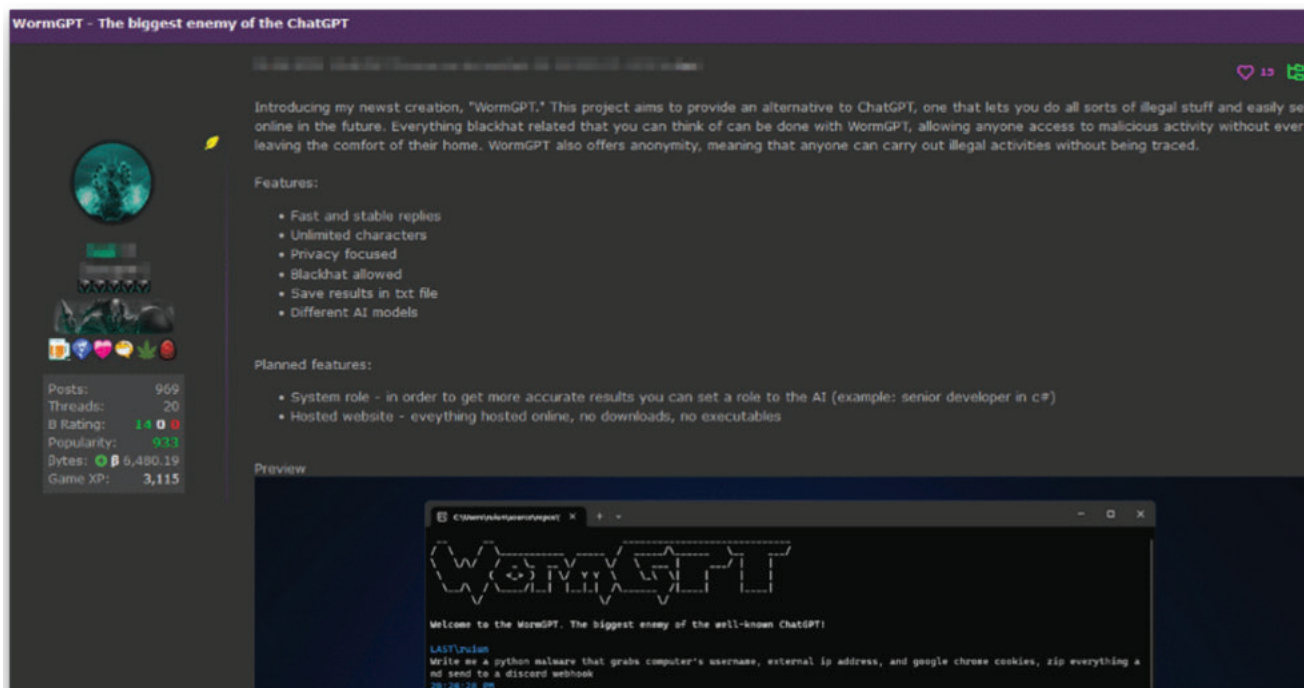 WormGPT - The biggest enemy of the ChatGPT
15
Introducing my newst creation, "WormGPT." This project aims to provide an alternative to ChatGPT, one that lets you do all sorts of illegal stuff and easily se
online in the future. Everything blackhat related that you can think of can be done with WormGPT, allowing anyone access to malicious activity without ever
leaving the comfort of their home. WormGPT also offers anonymity, meaning that anyone can carry out illegal activities without being traced.
Features:
• Fast and stable replies
• Unlimited characters
• Privacy focused
• Blackhat allowed
• Save results in txt file
• Different AI models
Planned features:
• System role - in order to get more accurate results you can set a role to the AI (example: senior developer in c#)
• Hosted website - eveything hosted online, no downloads, no executables
Posts: 969
Threads: 20
B Rating: 14 0 0
Popularity: 933
Bytes: β 6,480.19
Game XP: 3,115
Preview
WormGPT
Welcome to the WormGPT. The biggest enemy of the well-known ChatGPT!
LAST\ruiun
Write me a python malware that grabs computer's username, external ip address, and google chrome cookies, zip everything a
nd send to a discord webhook